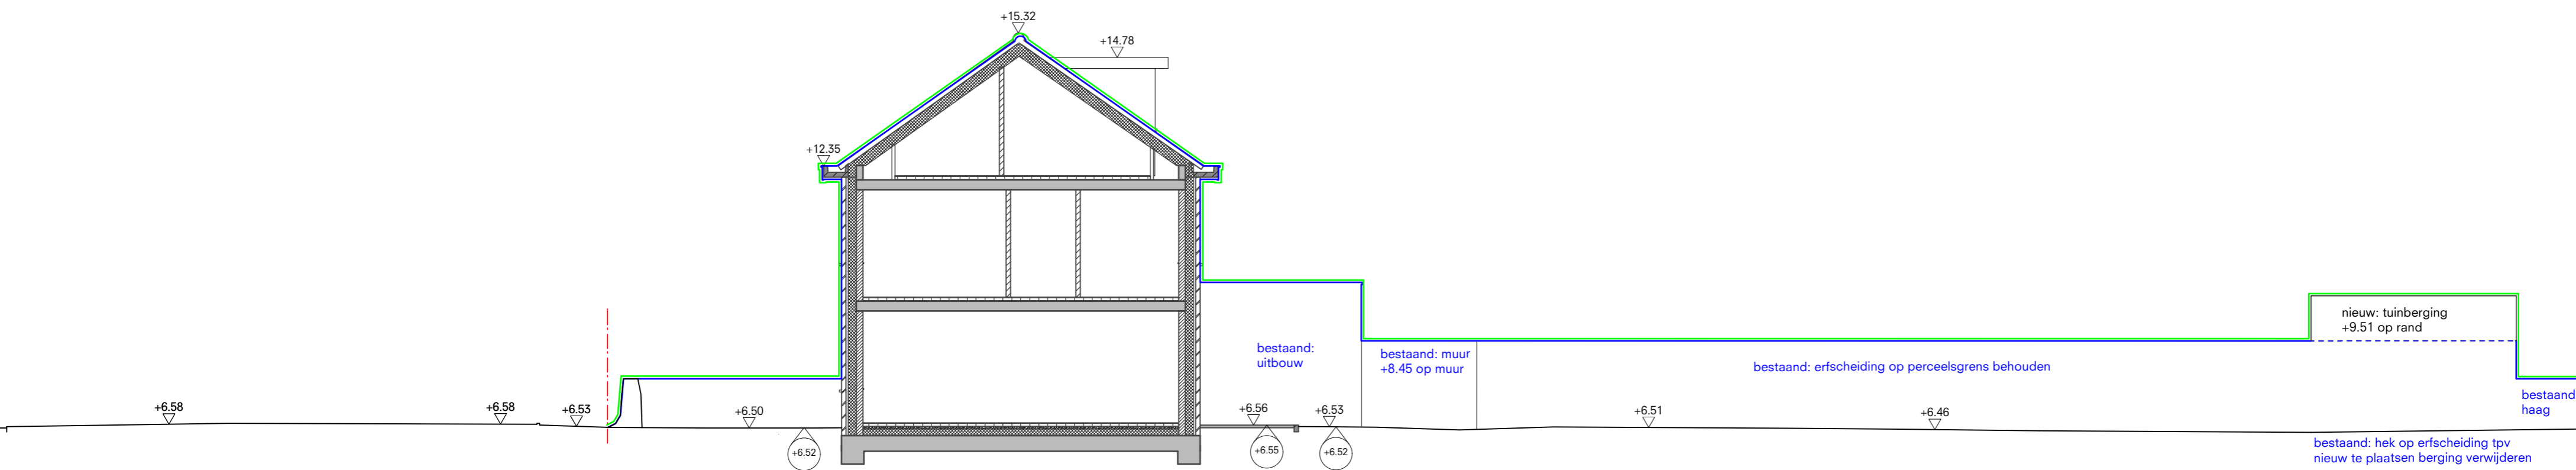 +15.32
+14.78
+12.35
nieuw: tuinberging
+9.51 op rand
bestaand:
uitbouw
bestaand: muur
+8.45 op muur
bestaand: erfscheiding op perceelsgrens behouden
bestaand
haag
+6.58
+6.58
+6.53
+6.50
+6.56
+6.53
+6.51
+6.46
+6.52
+6.55
+6.52
bestaand: hek op erfscheiding tpv
nieuw te plaatsen berging verwijderen